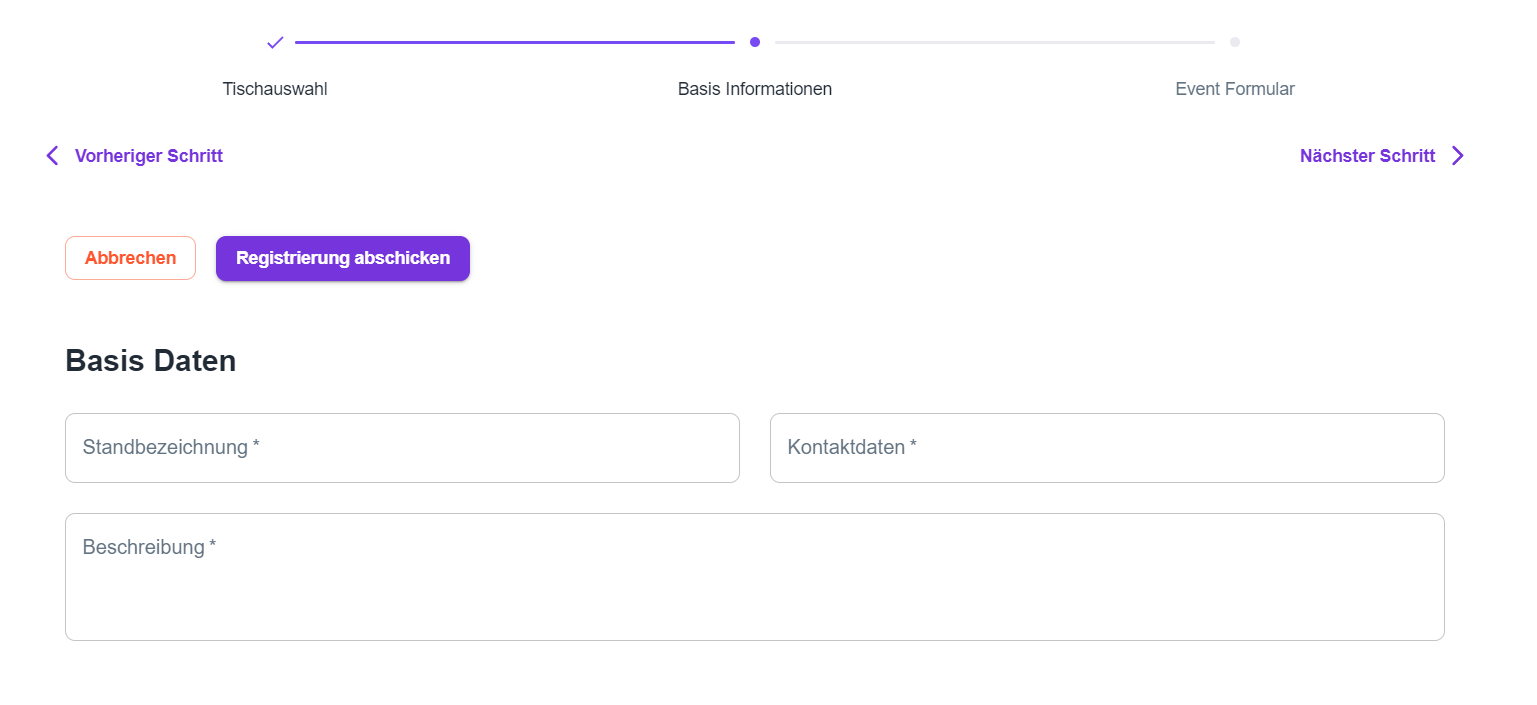 Tischauswahl
Basis Informationen
Event Formular
Vorheriger Schritt
Nächster Schritt
Abbrechen
Registrierung abschicken
Basis Daten
Standbezeichnung *
Kontaktdaten *
Beschreibung *